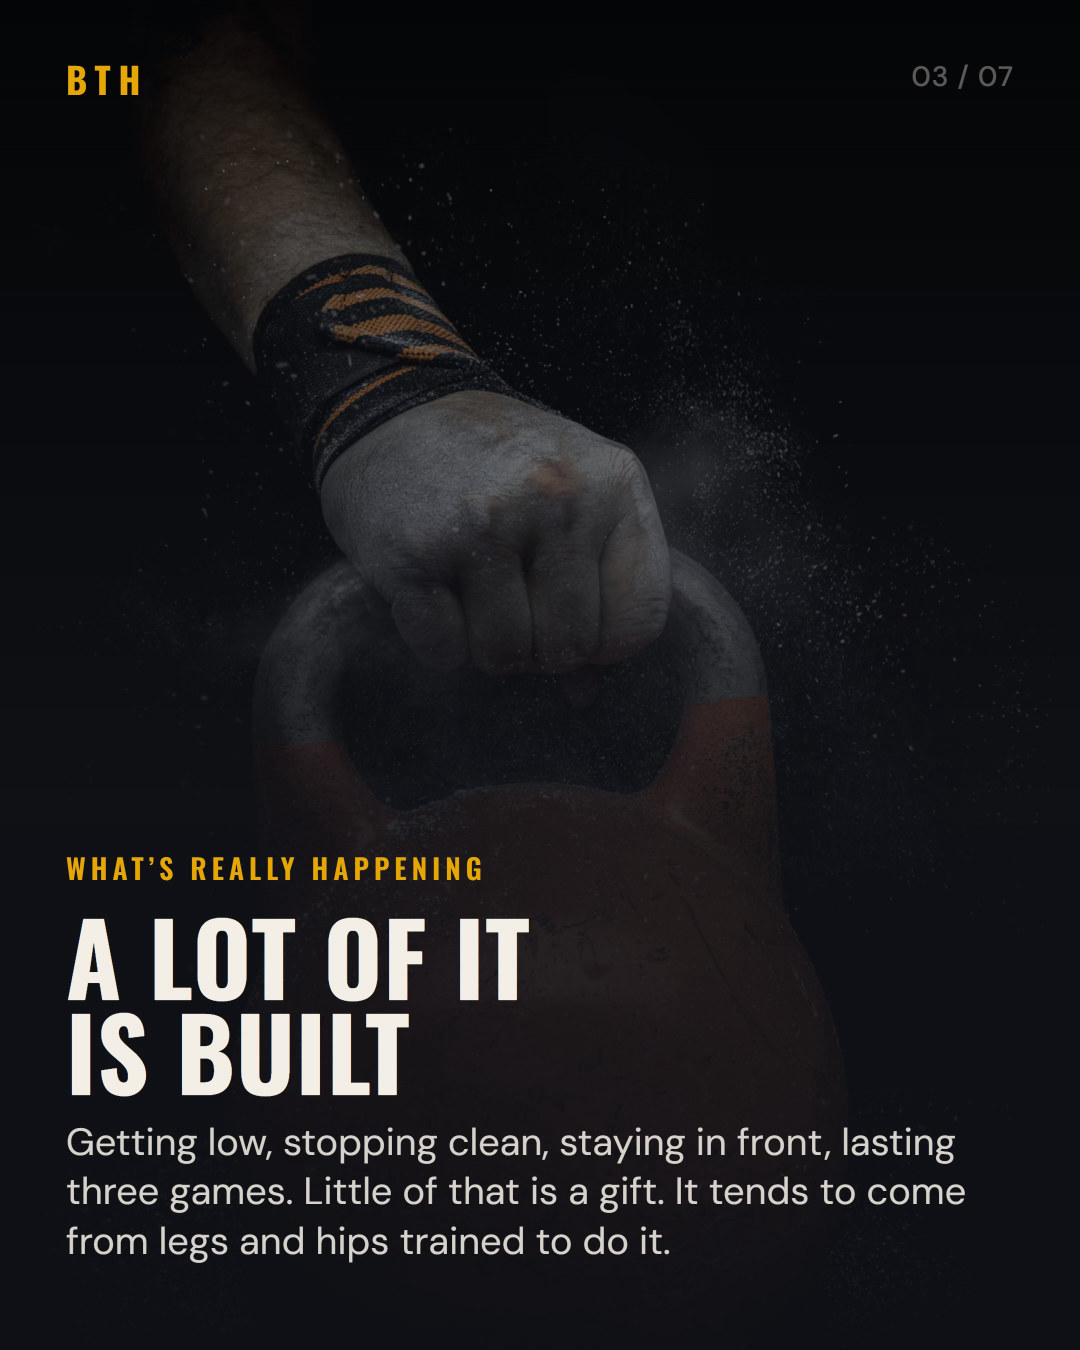 BTH
03 / 07
WHAT’S REALLY HAPPENING
A LOT OF IT
IS BUILT
Getting low, stopping clean, staying in front, lasting
three games. Little of that is a gift. It tends to come
from legs and hips trained to do it.